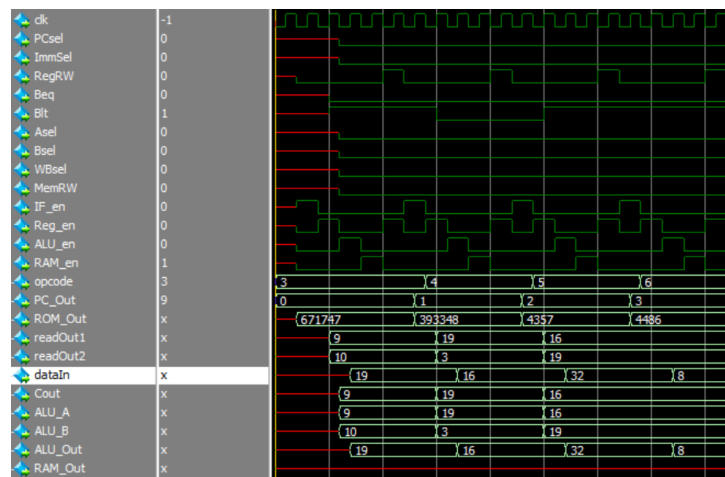 clk -1
PCsel 0
ImmSel 0
RegRW 0
Beq 0
Blt 1
Asel 0
Bsel 0
WBsel 0
MemRW 0
IF_en 0
Reg_en 0
ALU_en 0
RAM_en 1
opcode 3 3 4 5 6
PC_Out 9 0 1 2 3
ROM_Out x 671747 393348 4357 4486
readOut1 x 9 19 16
readOut2 x 10 3 19
dataIn x 19 16 32 8
Cout x 9 19 16
ALU_A x 9 19 16
ALU_B x 10 3 19
ALU_Out x 19 16 32 8
RAM_Out x